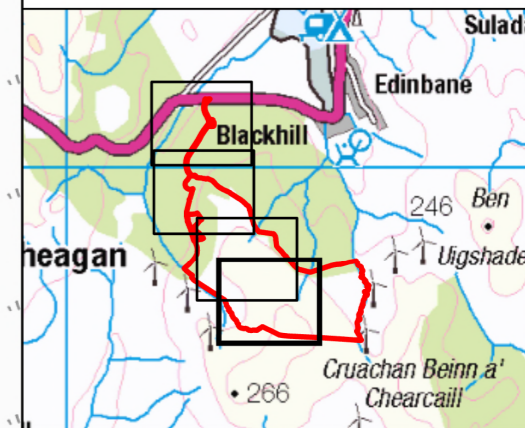 Sulad
Edinbane
Blackhill
246
Ben
Uigshade
heagan
Cruachan Beinn a'
Chearcaill
266